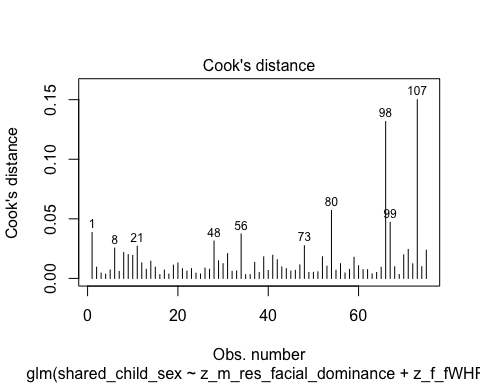 Cook's distance
0.15
107
98
0.10
Cook's distance
80
0.05
99
1
56
48
73
21
8
0.00
0 20 40 60
Obs. number
glm(shared_child_sex ~ z_m_res_facial_dominance + z_f_fWHF